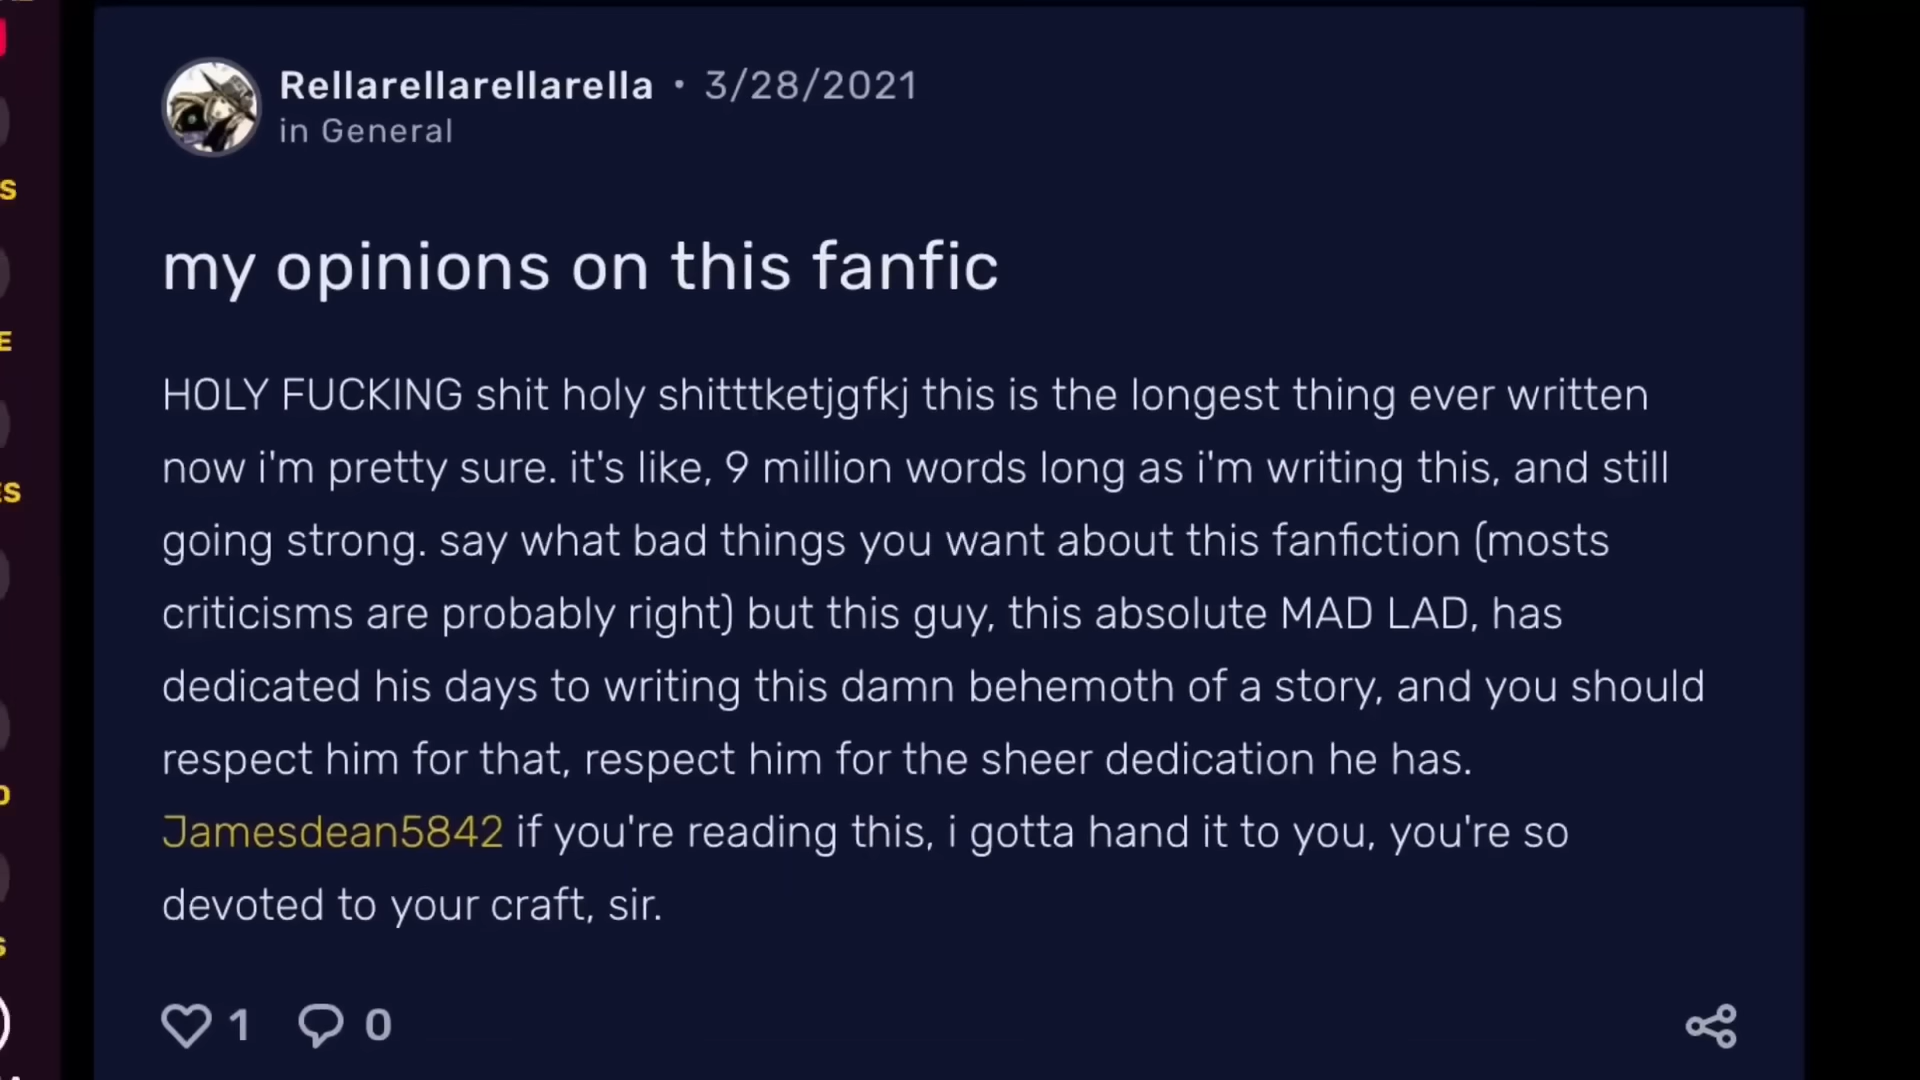 Rellarellarellarella • 3/28/2021
in General
my opinions on this fanfic
HOLY FUCKING shit holy shitttketjgfkj this is the longest thing ever written
now i'm pretty sure. it's like, 9 million words long as i'm writing this, and still
going strong. say what bad things you want about this fanfiction (mosts
criticisms are probably right) but this guy, this absolute MAD LAD, has
dedicated his days to writing this damn behemoth of a story, and you should
respect him for that, respect him for the sheer dedication he has.
Jamesdean5842 if you're reading this, i gotta hand it to you, you're so
devoted to your craft, sir.
1 0
S
E
ES